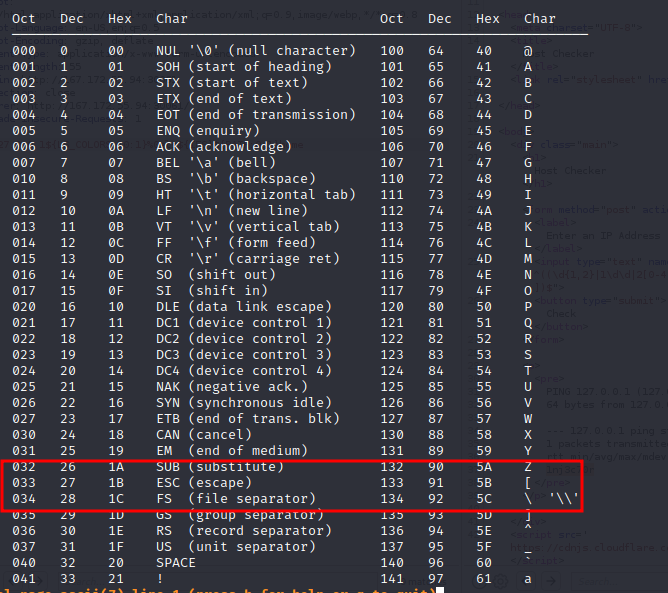 Oct Dec Hex Char Oct Dec Hex Char
000 0 00 NUL '\0' (null character) 100 64 40 @
001 1 01 SOH (start of heading) 101 65 41 A
002 2 02 STX (start of text) 102 66 42 B
003 3 03 ETX (end of text) 103 67 43 C
004 4 04 EOT (end of transmission) 104 68 44 D
005 5 05 ENQ (enquiry) 105 69 45 E
006 6 06 ACK (acknowledge) 106 70 46 F
007 7 07 BEL '\a' (bell) 107 71 47 G
010 8 08 BS '\b' (backspace) 110 72 48 H
011 9 09 HT '\t' (horizontal tab) 111 73 49 I
012 10 0A LF '\n' (new line) 112 74 4A J
013 11 0B VT '\v' (vertical tab) 113 75 4B K
014 12 0C FF '\f' (form feed) 114 76 4C L
015 13 0D CR '\r' (carriage ret) 115 77 4D M
016 14 0E SO (shift out) 116 78 4E N
017 15 0F SI (shift in) 117 79 4F O
020 16 10 DLE (data link escape) 120 80 50 P
021 17 11 DC1 (device control 1) 121 81 51 Q
022 18 12 DC2 (device control 2) 122 82 52 R
023 19 13 DC3 (device control 3) 123 83 53 S
024 20 14 DC4 (device control 4) 124 84 54 T
025 21 15 NAK (negative ack.) 125 85 55 U
026 22 16 SYN (synchronous idle) 126 86 56 V
027 23 17 ETB (end of trans. blk) 127 87 57 W
030 24 18 CAN (cancel) 130 88 58 X
031 25 19 EM (end of medium) 131 89 59 Y
032 26 1A SUB (substitute) 132 90 5A Z
033 27 1B ESC (escape) 133 91 5B [
034 28 1C FS (file separator) 134 92 5C \ '\\'
035 29 1D GS (group separator) 135 93 5D ]
036 30 1E RS (record separator) 136 94 5E ^
037 31 1F US (unit separator) 137 95 5F _
040 32 20 SPACE 140 96 60 `
041 33 21 ! 141 97 61 a